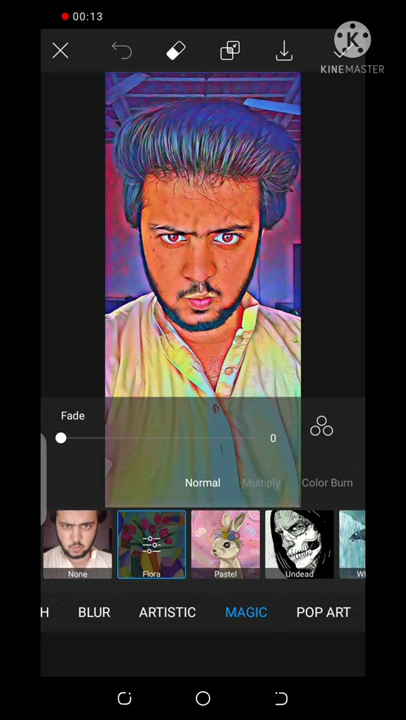 00:13
K
KINEMASTER
Fade
0
Normal Multiply Color Burn
None Flora Pastel Undead
H BLUR ARTISTIC MAGIC POP ART